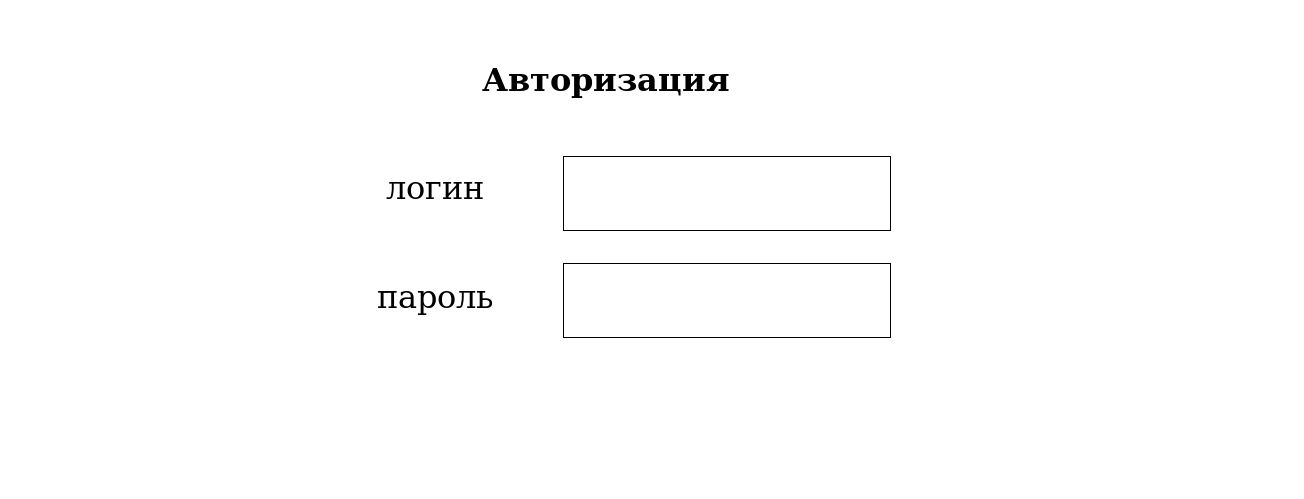 Авторизация
логин
пароль